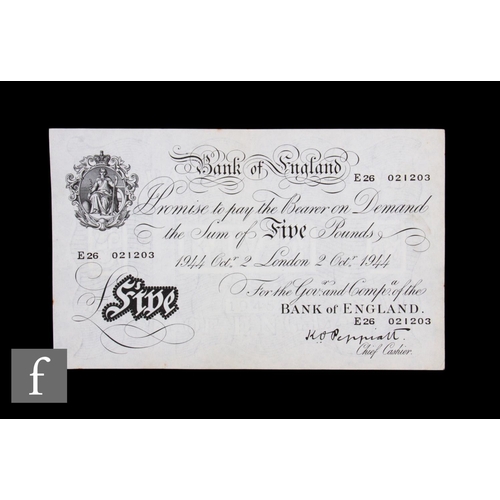 Bank of England
E26 021203
I Promise to pay the Bearer on Demand
the Sum of Five Pounds
E26 021203
1944 Octr. 2 London 2 Octr. 1944
For the Govr. and Compa. of the
£Five
BANK OF ENGLAND.
E26 021203
K O Peppiatt.
Chief Cashier.
f